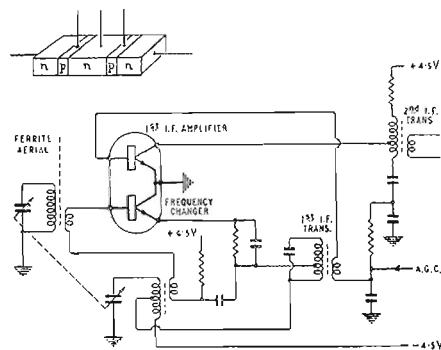 n p n p n
+ 4·5V
2nd I.F.
TRANS.
1st I.F. AMPLIFIER
FERRITE
AERIAL
FREQUENCY
CHANGER
+ 4·5V
1st I.F.
TRANS.
A.G.C.
− 4·5V